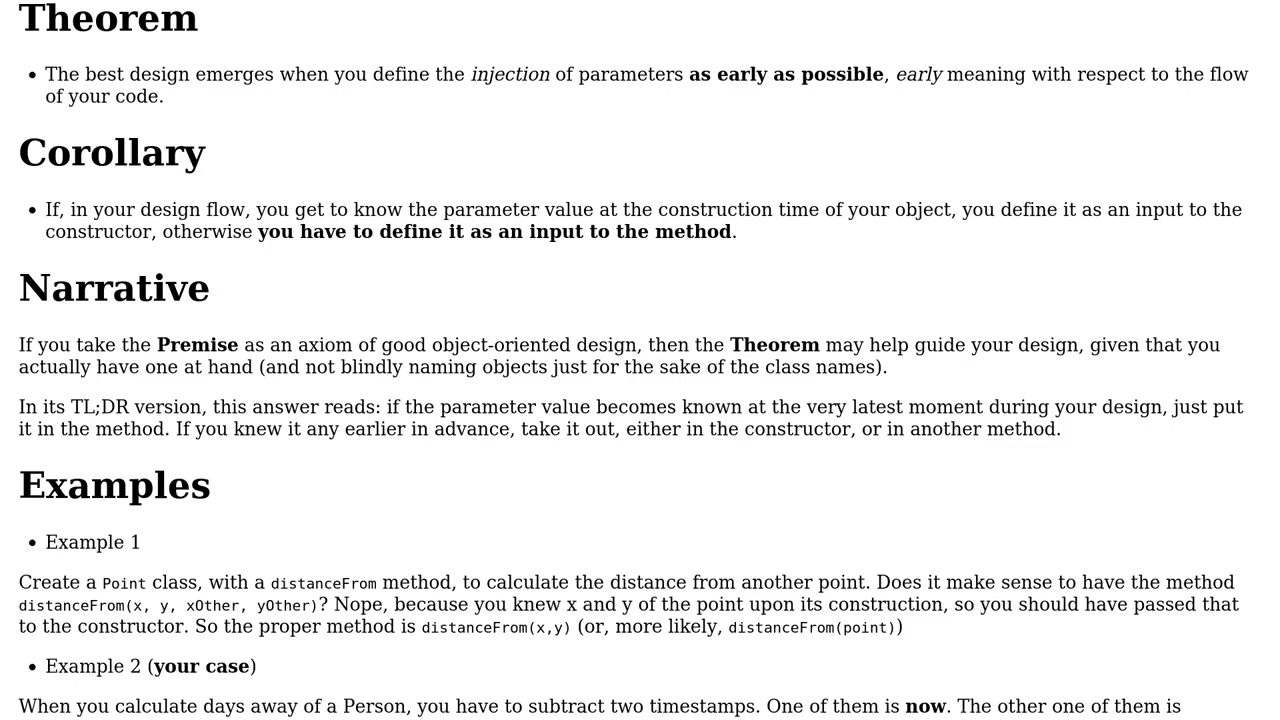 Theorem
• The best design emerges when you define the injection of parameters as early as possible, early meaning with respect to the flow
of your code.
Corollary
• If, in your design flow, you get to know the parameter value at the construction time of your object, you define it as an input to the
constructor, otherwise you have to define it as an input to the method.
Narrative
If you take the Premise as an axiom of good object-oriented design, then the Theorem may help guide your design, given that you
actually have one at hand (and not blindly naming objects just for the sake of the class names).
In its TL;DR version, this answer reads: if the parameter value becomes known at the very latest moment during your design, just put
it in the method. If you knew it any earlier in advance, take it out, either in the constructor, or in another method.
Examples
• Example 1
Create a Point class, with a distanceFrom method, to calculate the distance from another point. Does it make sense to have the method
distanceFrom(x, y, xOther, yOther)? Nope, because you knew x and y of the point upon its construction, so you should have passed that
to the constructor. So the proper method is distanceFrom(x,y) (or, more likely, distanceFrom(point))
• Example 2 (your case)
When you calculate days away of a Person, you have to subtract two timestamps. One of them is now. The other one of them is